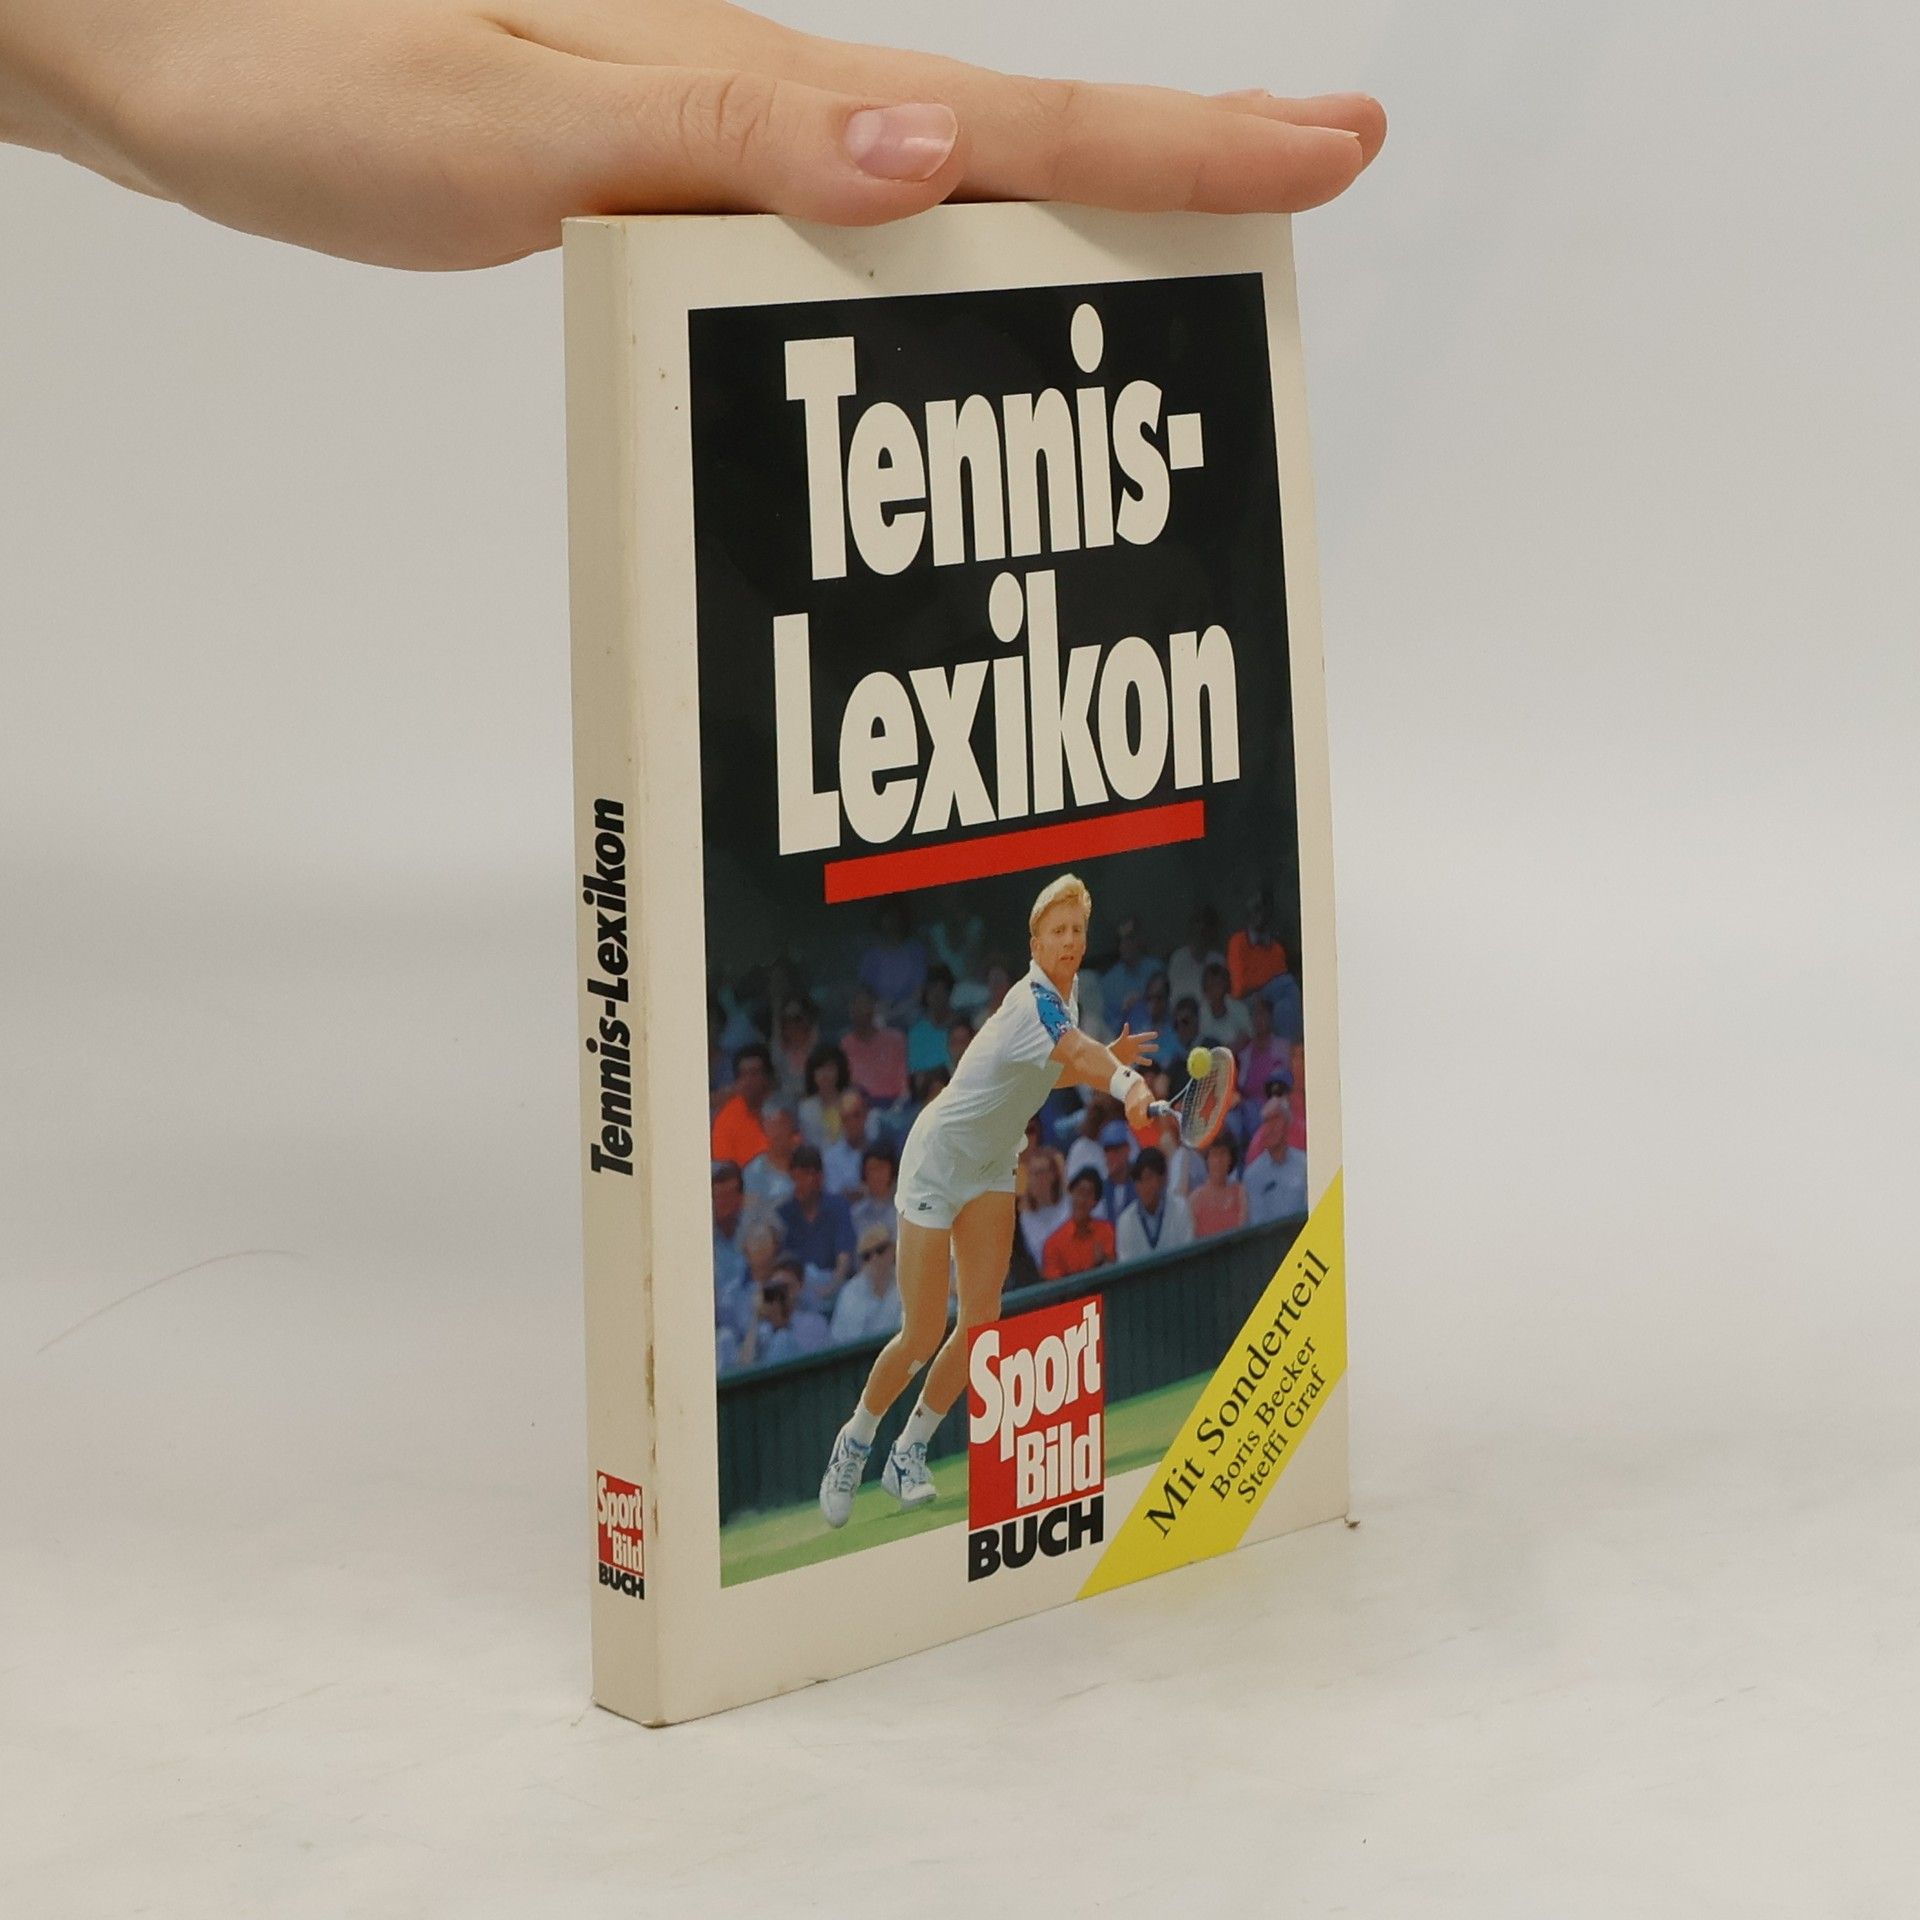 Tennis-
Lexikon
Sport
Bild
BUCH
Mit Sonderteil
Boris Becker
Steffi Graf
Tennis-Lexikon
Sport
Bild
BUCH